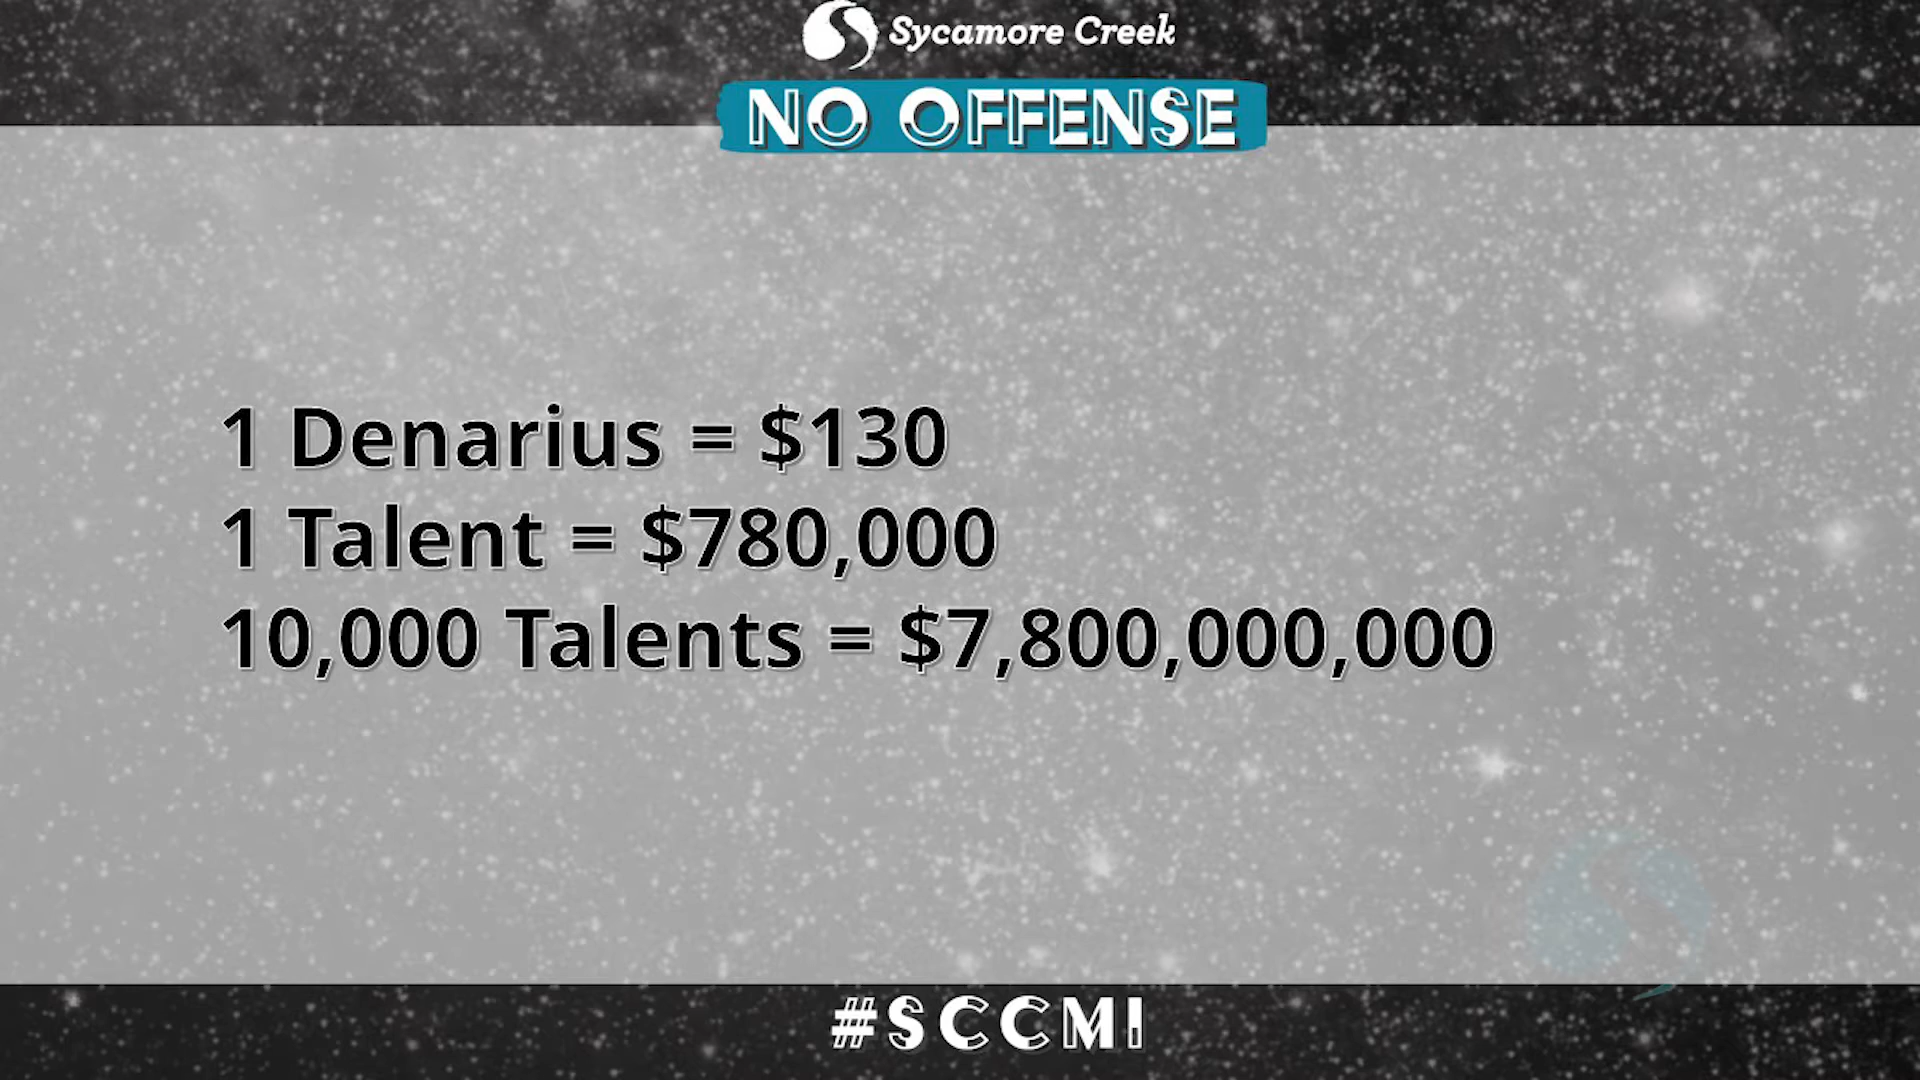 Sycamore Creek
NO OFFENSE
1 Denarius = $130
1 Talent = $780,000
10,000 Talents = $7,800,000,000
#SCCMI